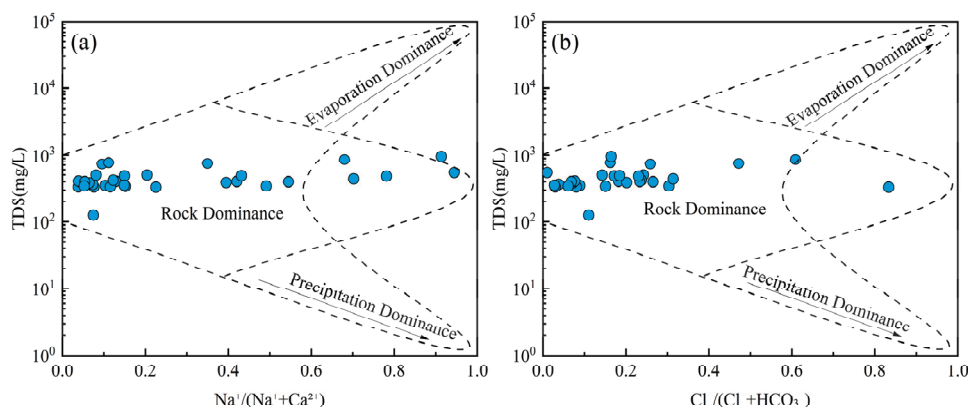 (a)
TDS(mg/L)
10⁵
10⁴
10³
10²
10¹
10⁰
Evaporation Dominance
Rock Dominance
Precipitation Dominauce
0.0 0.2 0.4 0.6 0.8 1.0
Na⁺/(Na⁺+Ca²⁺)
(b)
TDS(mg/L)
10⁵
10⁴
10³
10²
10¹
10⁰
Evaporation Dominance
Rock Dominance
Precipitation Dominance
0.0 0.2 0.4 0.6 0.8 1.0
Cl⁻/(Cl⁻+HCO₃⁻)